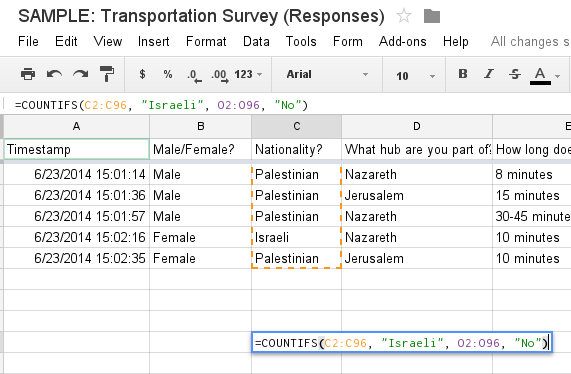 SAMPLE: Transportation Survey (Responses)
File Edit View Insert Format Data Tools Form Add-ons Help All changes s
$ % .0 .00 123 Arial 10 B I S A
=COUNTIFS(C2:C96, "Israeli", O2:O96, "No")
A B C D E
Timestamp Male/Female? Nationality? What hub are you part of? How long doe
6/23/2014 15:01:14 Male Palestinian Nazareth 8 minutes
6/23/2014 15:01:36 Male Palestinian Jerusalem 15 minutes
6/23/2014 15:01:57 Male Palestinian Nazareth 30-45 minute
6/23/2014 15:02:16 Female Israeli Nazareth 10 minutes
6/23/2014 15:02:35 Female Palestinian Jerusalem 10 minutes
=COUNTIFS(C2:C96, "Israeli", O2:O96, "No")